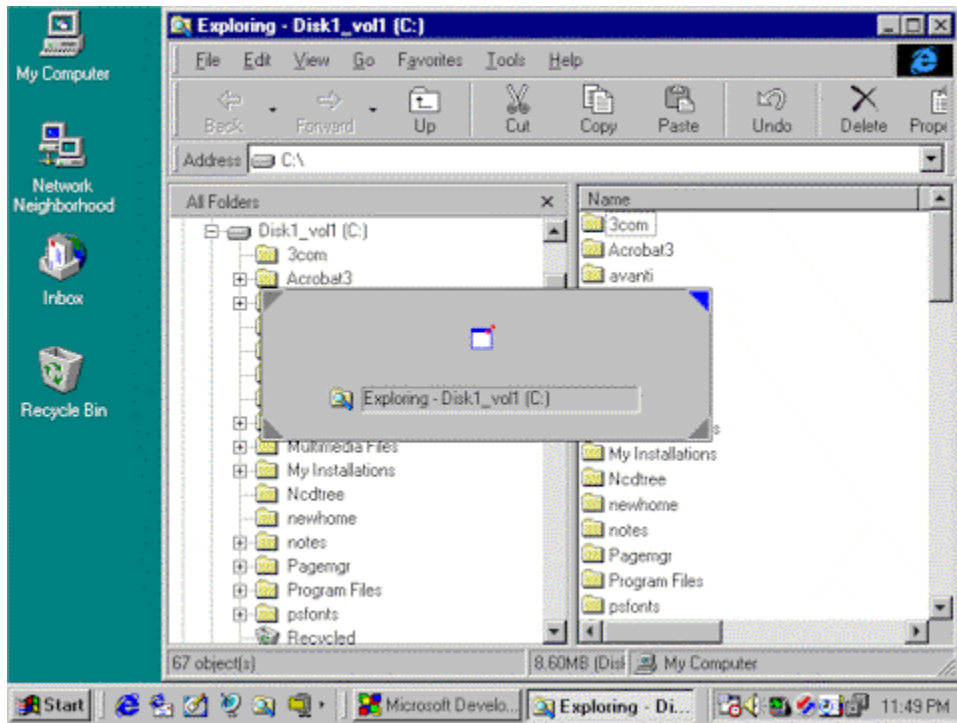 My Computer
Network
Neighborhood
Inbox
Recycle Bin
Exploring - Disk1_vol1 (C:)
File Edit View Go Favorites Tools Help
Back Forward Up Cut Copy Paste Undo Delete Prope
Address C:\
All Folders
Disk1_vol1 (C:)
3com
Acrobat3
Multimedia Files
My Installations
Ncdtree
newhome
notes
Pagemgr
Program Files
psfonts
Recycled
Name
3com
Acrobat3
avanti
s
My Installations
Ncdtree
newhome
notes
Pagemgr
Program Files
psfonts
Exploring - Disk1_vol1 (C:)
67 object(s) 8.60MB (Disk My Computer
Start Microsoft Develo... Exploring - Di... 11:49 PM